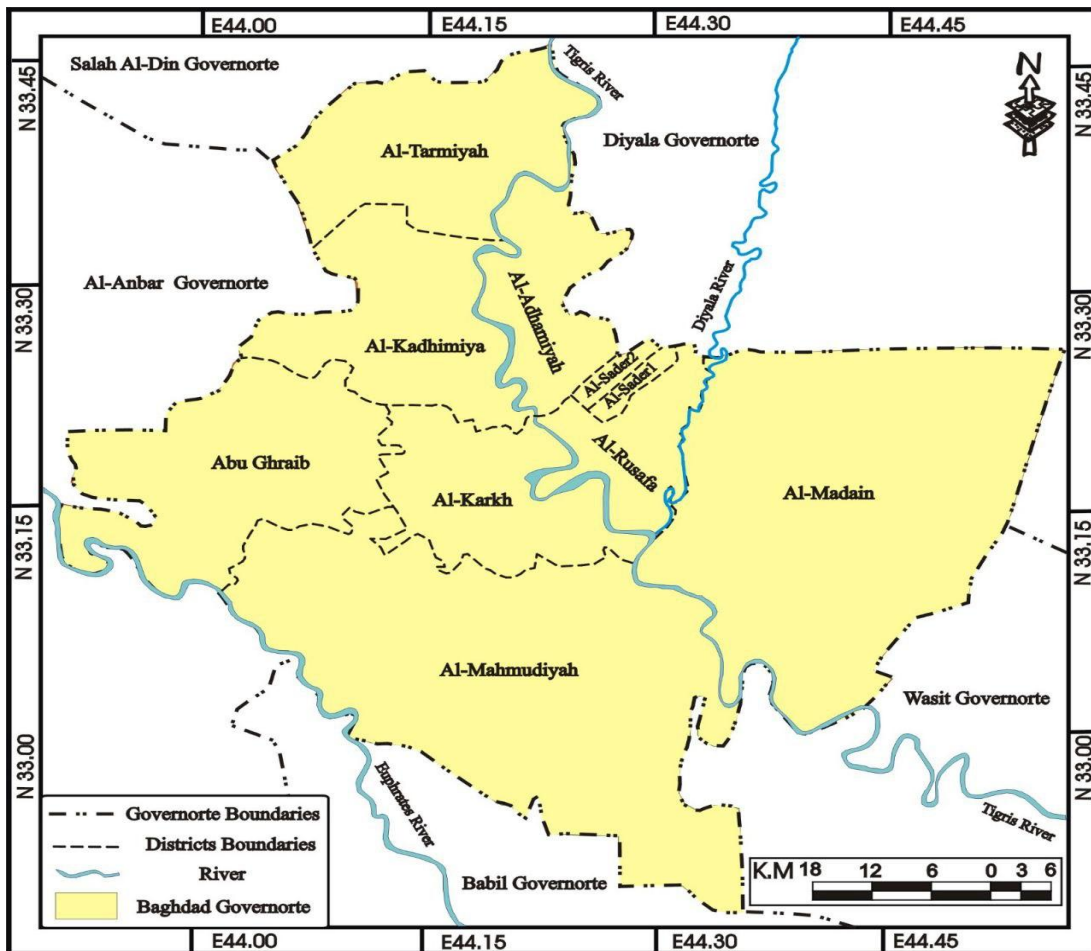 E44.00 E44.15 E44.30 E44.45
N 33.45
N 33.30
N 33.15
N 33.00
N
Salah Al-Din Governorte
Tigris River
Diyala Governorte
Al-Tarmiyah
Al-Anbar Governorte
Al-Adhamiyah
Diyala River
Al-Kadhimiya
Al-Sader2
Al-Sader1
Abu Ghraib
Al-Rusafa
Al-Karkh
Al-Madain
Al-Mahmudiyah
Wasit Governorte
Euphrates River
Tigris River
Babil Governorte
Governorte Boundaries
Districts Boundaries
River
Baghdad Governorte
K.M 18 12 6 0 3 6
N 33.45
N 33.30
N 33.15
N 33.00
E44.00 E44.15 E44.30 E44.45